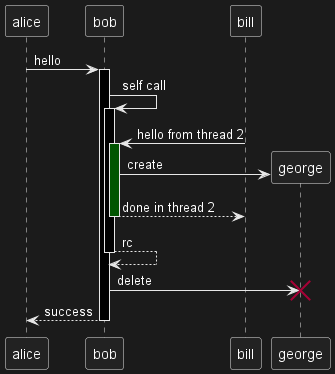 alice bob bill
hello
self call
hello from thread 2
create
george
done in thread 2
rc
delete
success
alice bob bill george